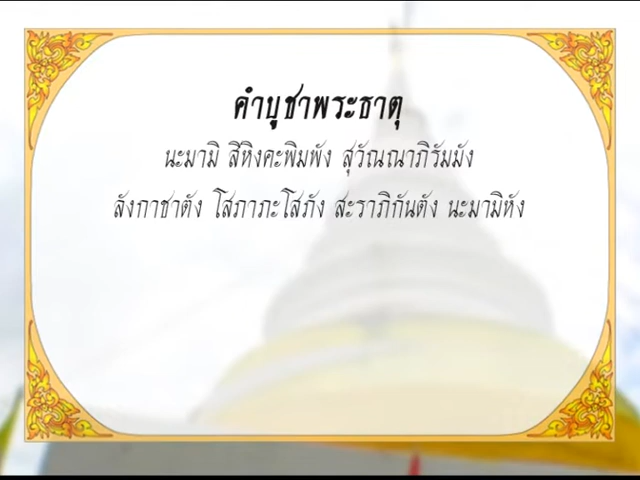 คำบูชาพระธาตุ
นะมามิ สิหิงคะพิมพัง สุวัณณาภิรัมมัง
ลังกาชาตัง โสภาภะโสภัง สะราภิกันตัง นะมามิหัง